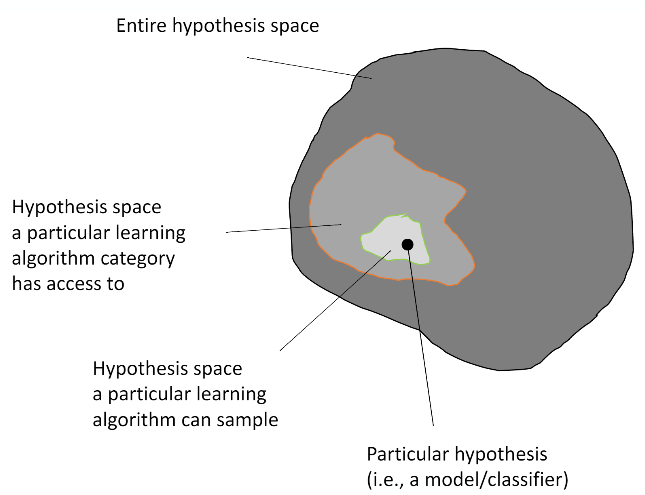 Entire hypothesis space
Hypothesis space
a particular learning
algorithm category
has access to
Hypothesis space
a particular learning
algorithm can sample
Particular hypothesis
(i.e., a model/classifier)